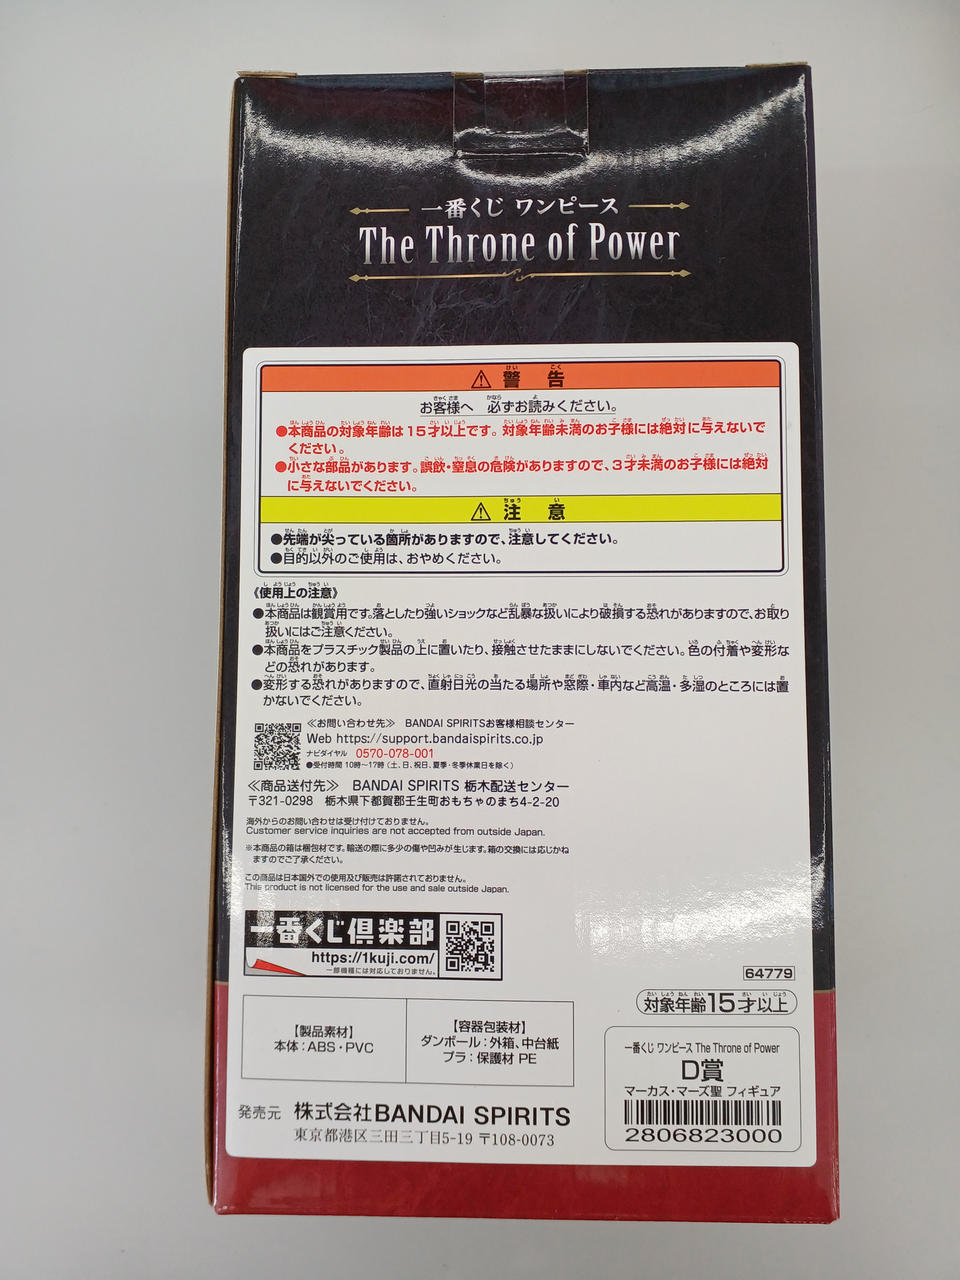 一番くじ ワンピース
The Throne of Power
⚠ 警告
お客様へ 必ずお読みください。
●本商品の対象年齢は15才以上です。対象年齢未満のお子様には絶対に与えないで
ください。
●小さな部品があります。誤飲・窒息の危険がありますので、3才未満のお子様には絶対
に与えないでください。
⚠ 注意
●先端が尖っている箇所がありますので、注意してください。
●目的以外のご使用は、おやめください。
《使用上の注意》
●本商品は観賞用です。落としたり強いショックなど乱暴な扱いにより破損する恐れがありますので、お取り
扱いにはご注意ください。
●本商品をプラスチック製品の上に置いたり、接触させたままにしないでください。色の付着や変形な
どの恐れがあります。
●変形する恐れがありますので、直射日光の当たる場所や窓際・車内など高温・多湿のところには置
かないでください。
≪お問い合わせ先≫ BANDAI SPIRITSお客様相談センター
Web https://support.bandaispirits.co.jp
ナビダイヤル 0570-078-001
●受付時間 10時～17時(土、日、祝日、夏季・冬季休業日を除く)
≪商品送付先≫ BANDAI SPIRITS 栃木配送センター
〒321-0298 栃木県下都賀郡壬生町おもちゃのまち4-2-20
海外からのお問い合わせは受け付けておりません。
Customer service inquiries are not accepted from outside Japan.
※本商品の箱は梱包材です。輸送の際に多少の傷や凹みが生じます。箱の交換には応じかね
ますのでご了承ください。
この商品は日本国外での使用及び販売は許諾されておりません。
This product is not licensed for the use and sale outside Japan.
一番くじ倶楽部
https://1kuji.com/
一部機種には対応しておりません。
64779
対象年齢15才以上
【製品素材】
本体：ABS・PVC
【容器包装材】
ダンボール：外箱、中台紙
プラ：保護材 PE
一番くじ ワンピース The Throne of Power
D賞
マーカス・マーズ聖 フィギュア
2806823000
発売元 株式会社BANDAI SPIRITS
東京都港区三田三丁目5-19 〒108-0073